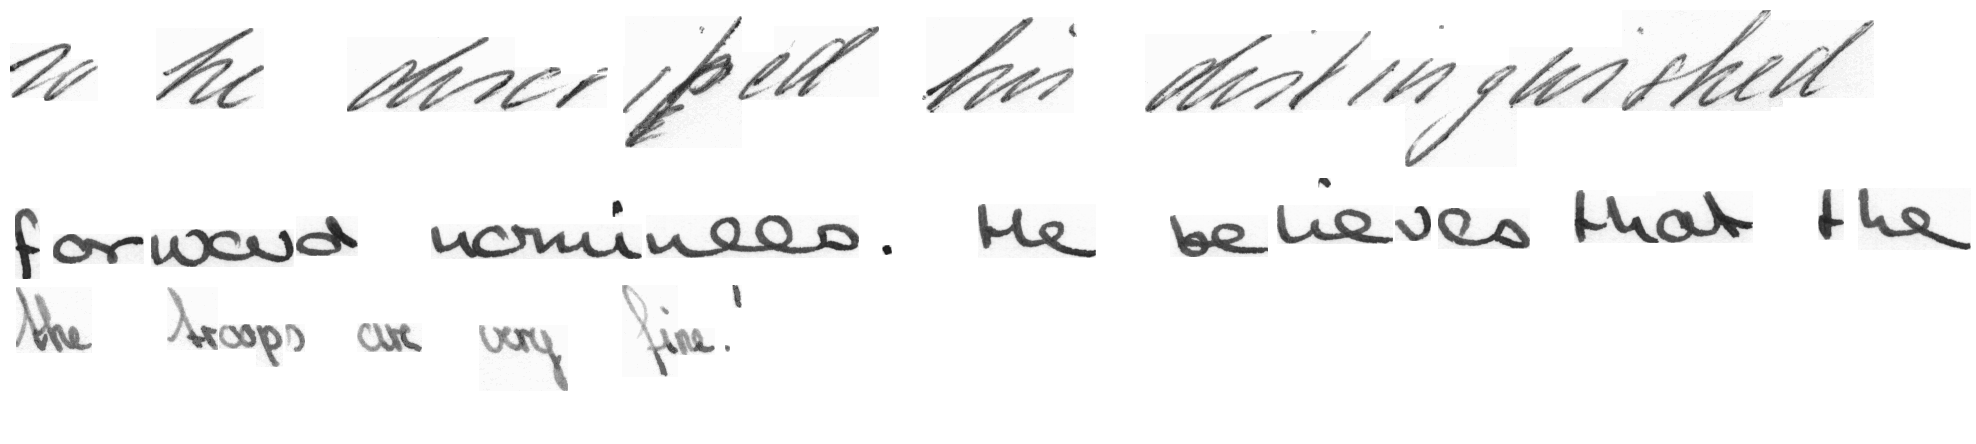 so he described his distinguished
forward nominees. He believes that the
the troops are very fine!